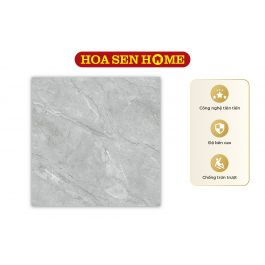 HOA SEN HOME
Công nghệ tiên tiến
Độ bền cao
Chống trơn trượt